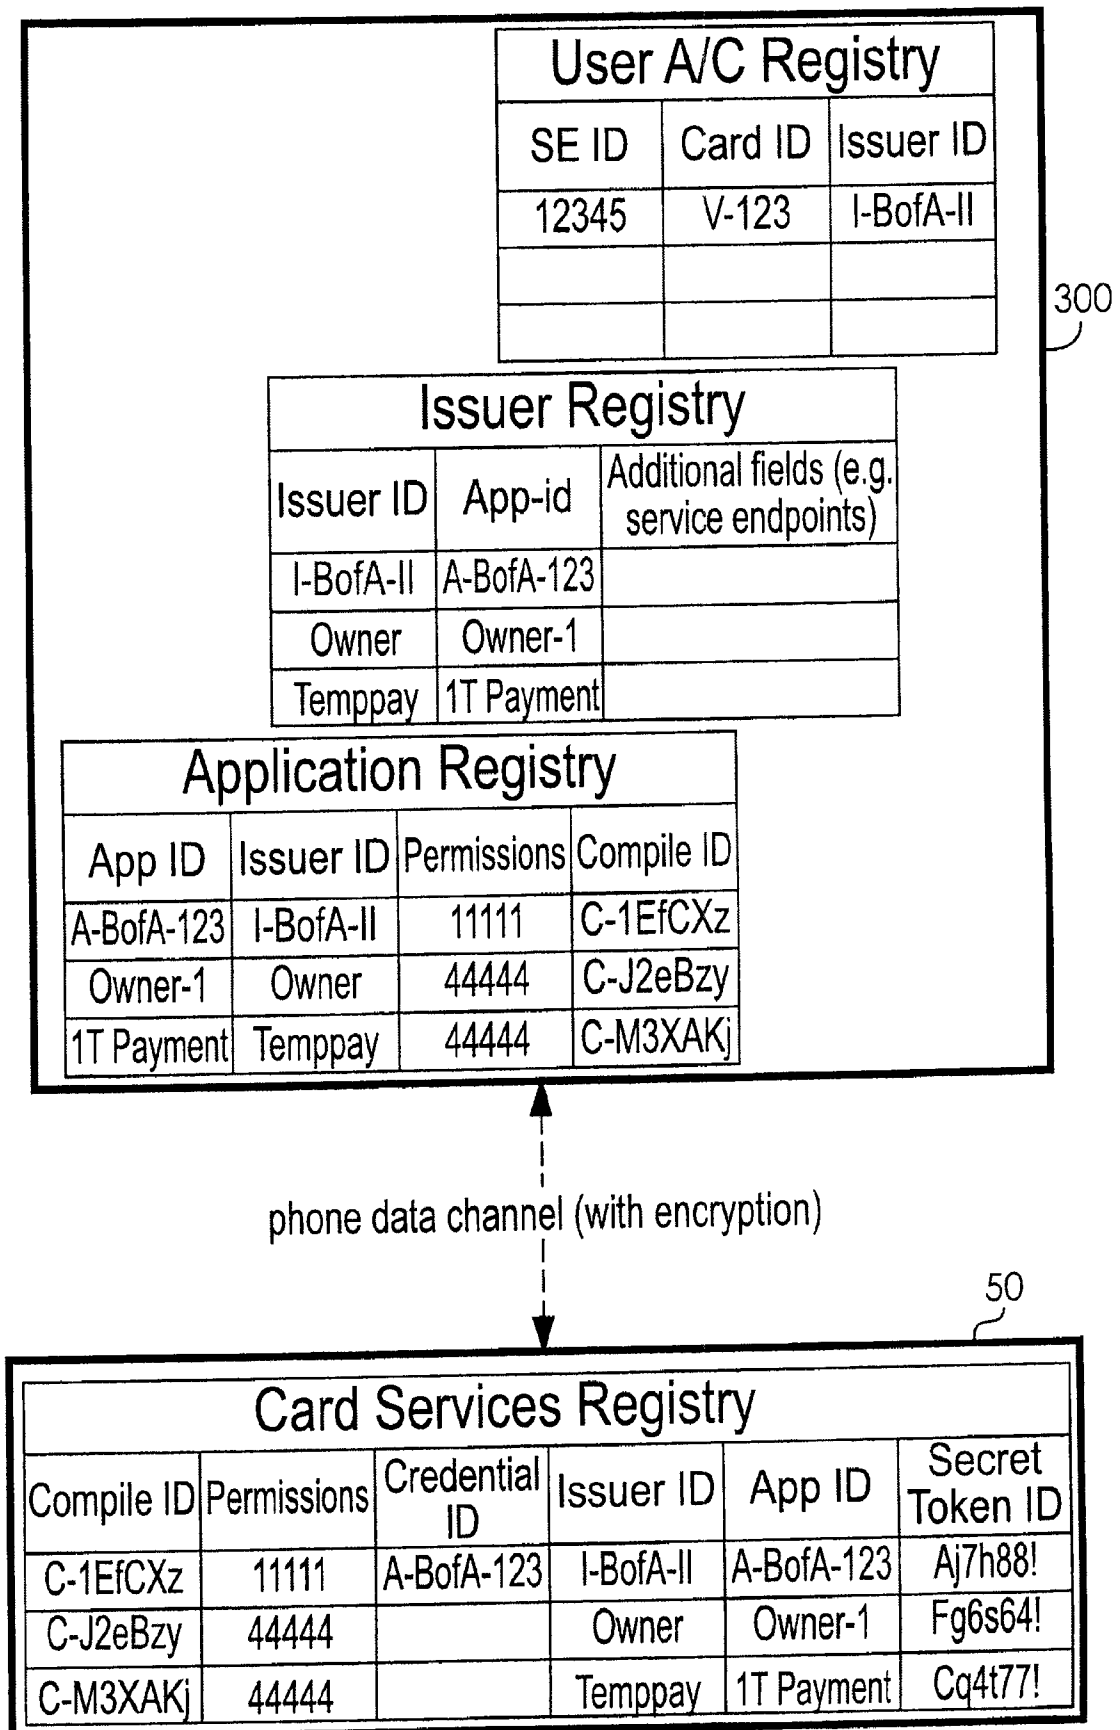 User A/C Registry
SE ID Card ID Issuer ID
12345 V-123 I-BofA-II
300
Issuer Registry
Issuer ID App-id Additional fields (e.g.
service endpoints)
I-BofA-II A-BofA-123
Owner Owner-1
Temppay 1T Payment
Application Registry
App ID Issuer ID Permissions Compile ID
A-BofA-123 I-BofA-II 11111 C-1EfCXz
Owner-1 Owner 44444 C-J2eBzy
1T Payment Temppay 44444 C-M3XAKj
phone data channel (with encryption)
50
Card Services Registry
Compile ID Permissions Credential
ID Issuer ID App ID Secret
Token ID
C-1EfCXz 11111 A-BofA-123 I-BofA-II A-BofA-123 Aj7h88!
C-J2eBzy 44444 Owner Owner-1 Fg6s64!
C-M3XAKj 44444 Temppay 1T Payment Cq4t77!